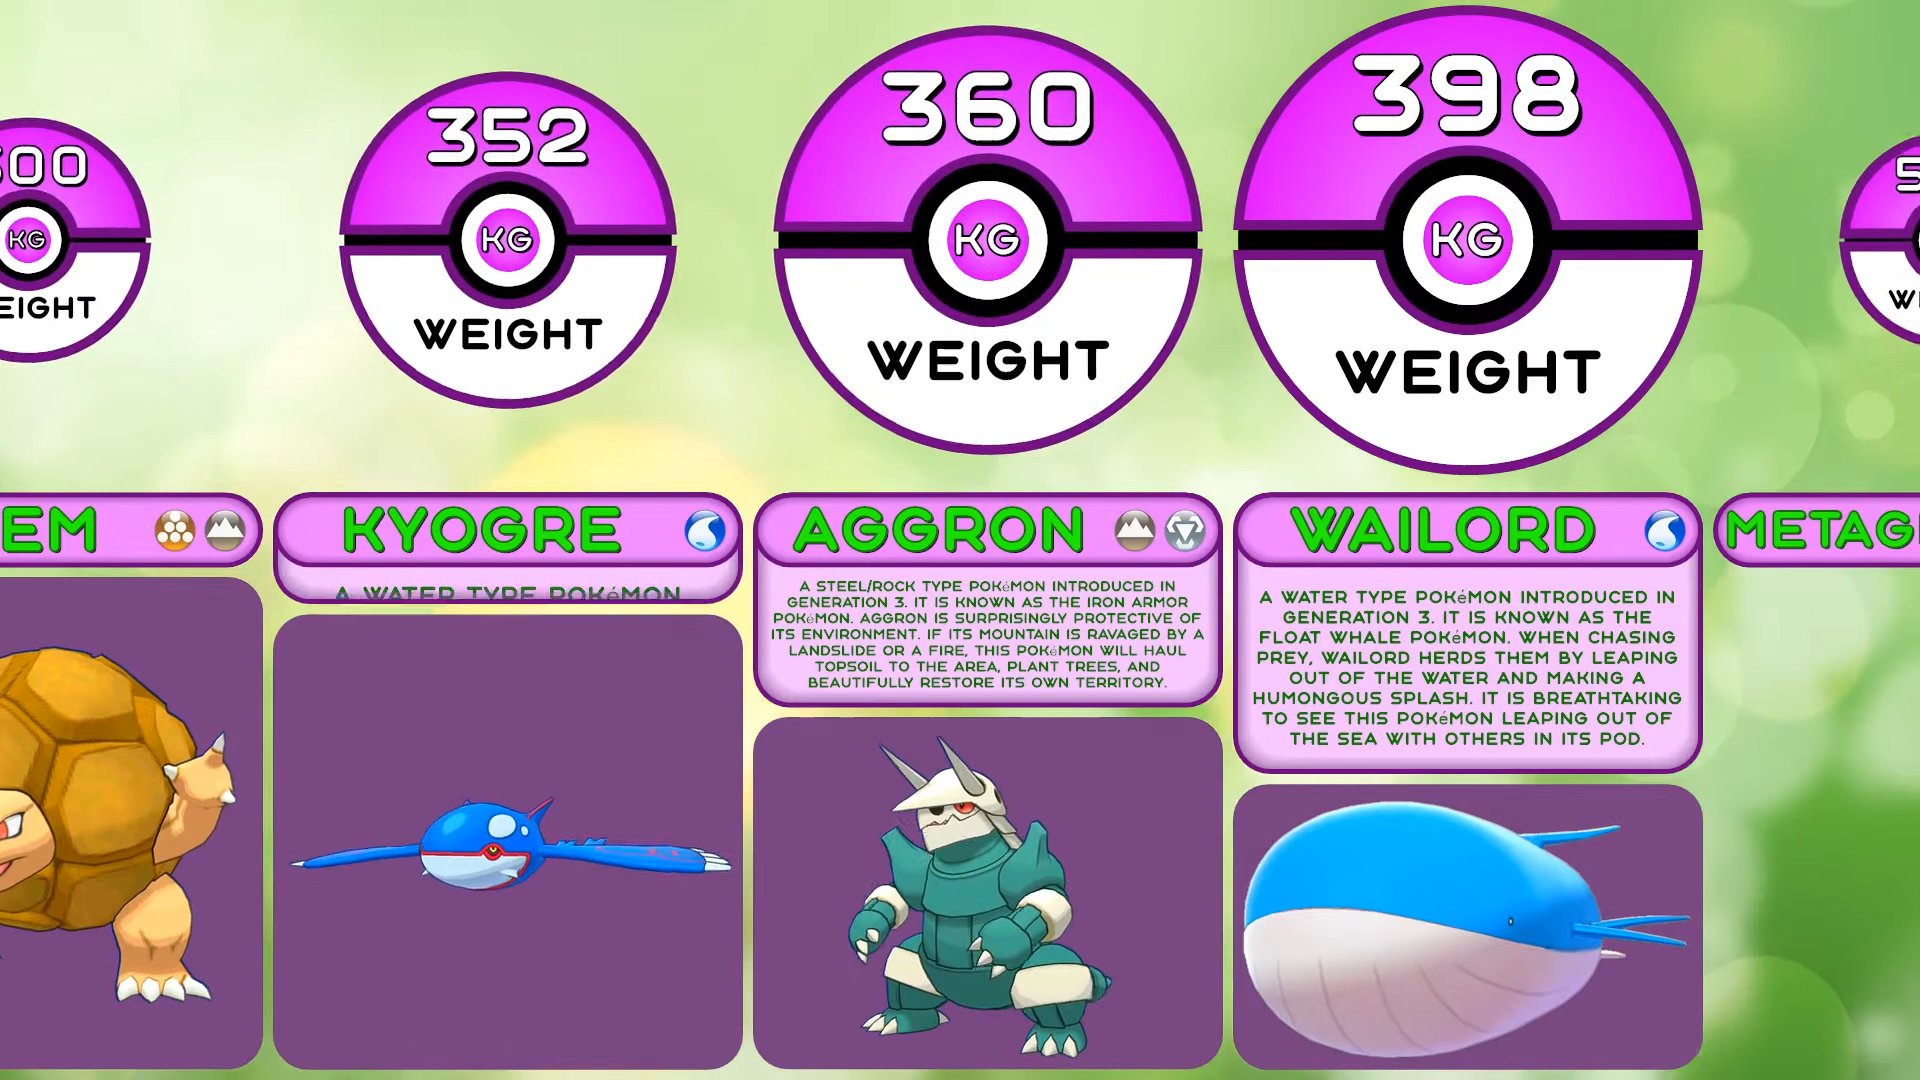 352
KG
WEIGHT
360
KG
WEIGHT
398
KG
WEIGHT
KG
KYOGRE
A WATER TYPE POKéMON
AGGRON
A STEEL/ROCK TYPE POKéMON INTRODUCED IN
GENERATION 3. IT IS KNOWN AS THE IRON ARMOR
POKéMON. AGGRON IS SURPRISINGLY PROTECTIVE OF
ITS ENVIRONMENT. IF ITS MOUNTAIN IS RAVAGED BY A
LANDSLIDE OR A FIRE, THIS POKéMON WILL HAUL
TOPSOIL TO THE AREA, PLANT TREES, AND
BEAUTIFULLY RESTORE ITS OWN TERRITORY.
WAILORD
A WATER TYPE POKéMON INTRODUCED IN
GENERATION 3. IT IS KNOWN AS THE
FLOAT WHALE POKéMON. WHEN CHASING
PREY, WAILORD HERDS THEM BY LEAPING
OUT OF THE WATER AND MAKING A
HUMONGOUS SPLASH. IT IS BREATHTAKING
TO SEE THIS POKéMON LEAPING OUT OF
THE SEA WITH OTHERS IN ITS POD.